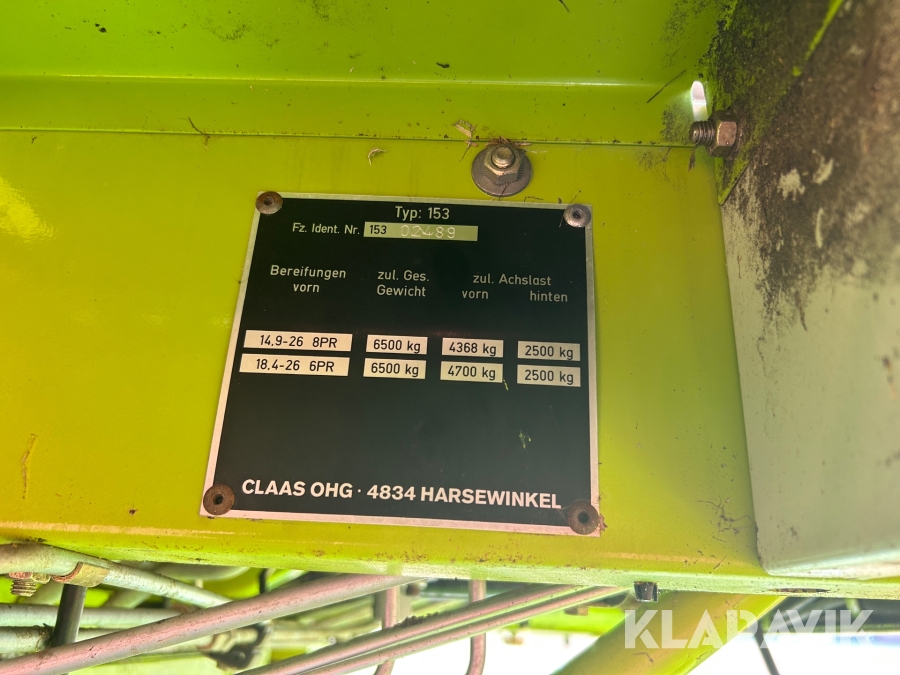 Typ: 153
Fz. Ident. Nr. 153 02489
Bereifungen vorn
zul. Ges. Gewicht
zul. Achslast
vorn hinten
14.9-26 8PR 6500 kg 4368 kg 2500 kg
18.4-26 6PR 6500 kg 4700 kg 2500 kg
CLAAS OHG · 4834 HARSEWINKEL
KLARAVIK